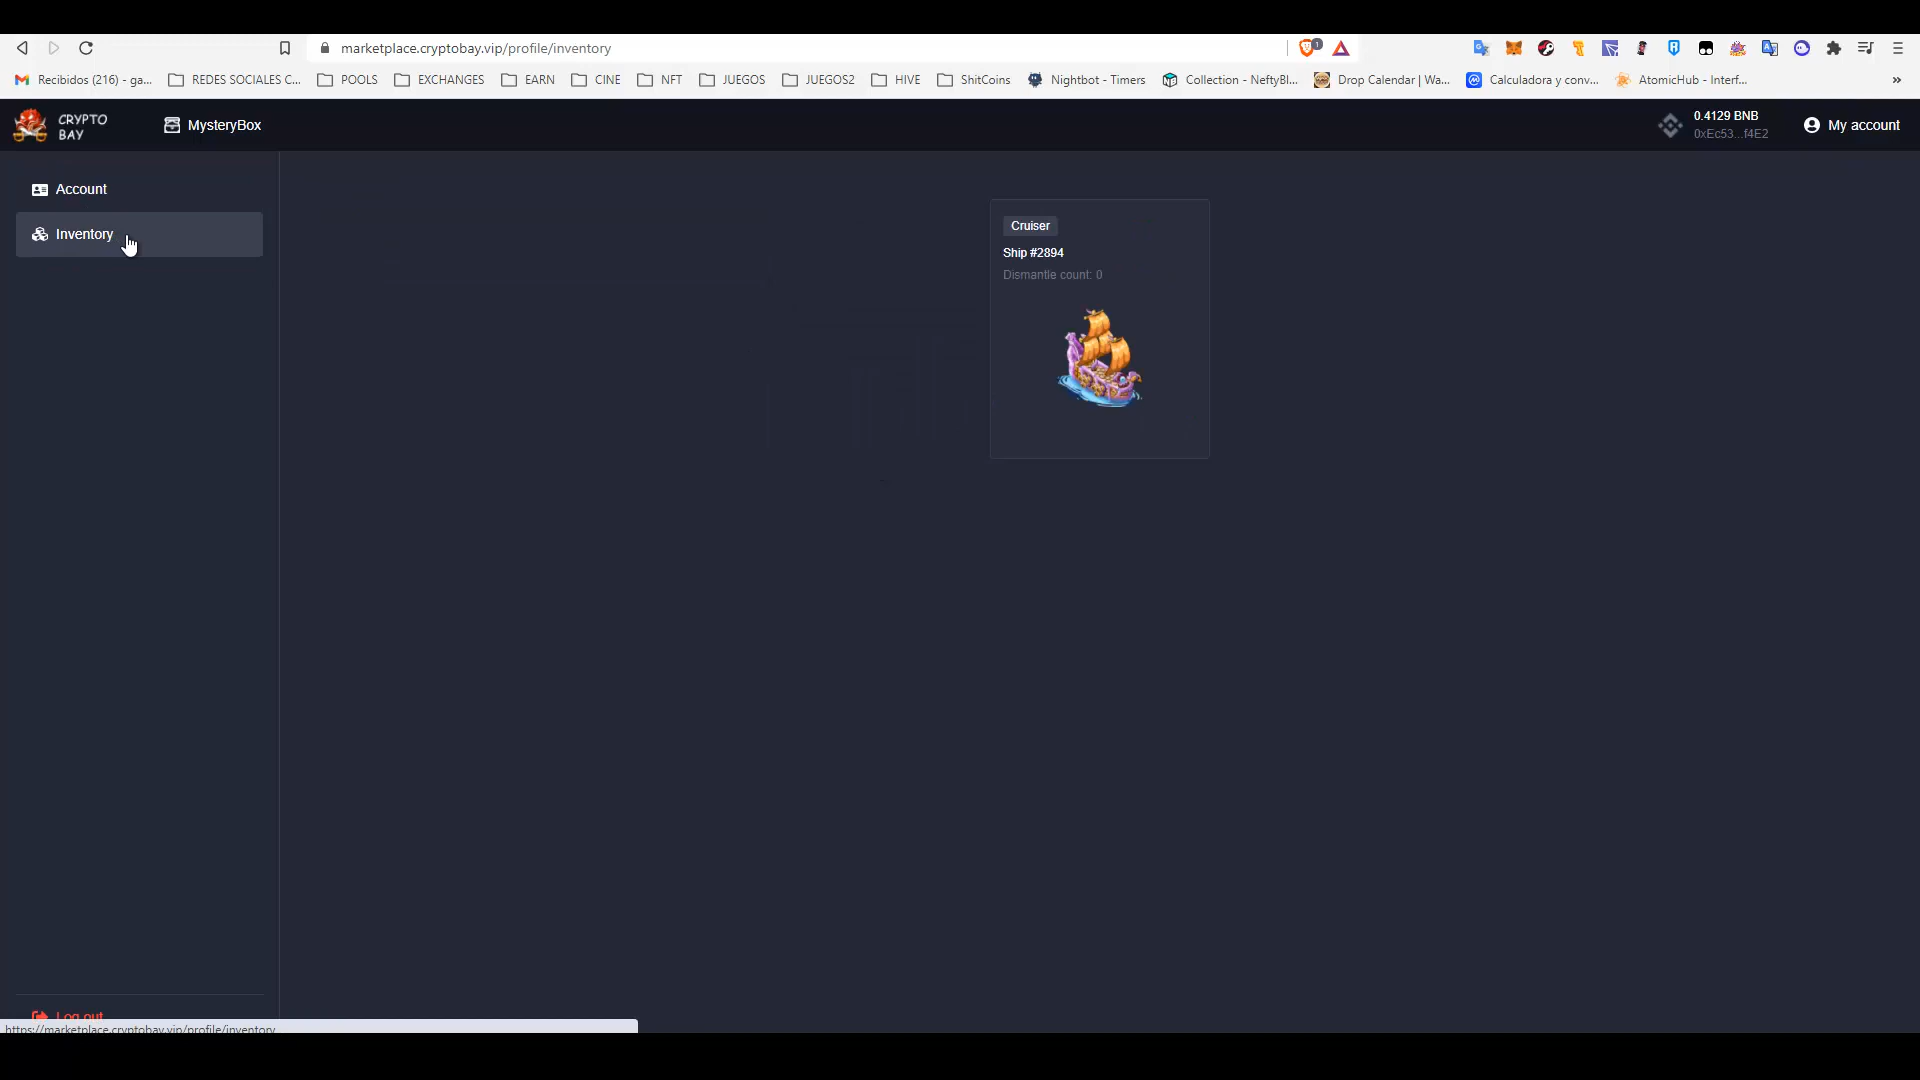 marketplace.cryptobay.vip/profile/inventory
1
Recibidos (216) - ga... REDES SOCIALES C... POOLS EXCHANGES EARN CINE NFT JUEGOS JUEGOS2 HIVE ShitCoins Nightbot - Timers Collection - NeftyBl... Drop Calendar | Wa... Calculadora y conv... AtomicHub - Interf... »
CRYPTO
BAY
MysteryBox
0.4129 BNB
0xEc53...f4E2
My account
Account
Inventory
Cruiser
Ship #2894
Dismantle count: 0
Log out
https://marketplace.cryptobay.vip/profile/inventory